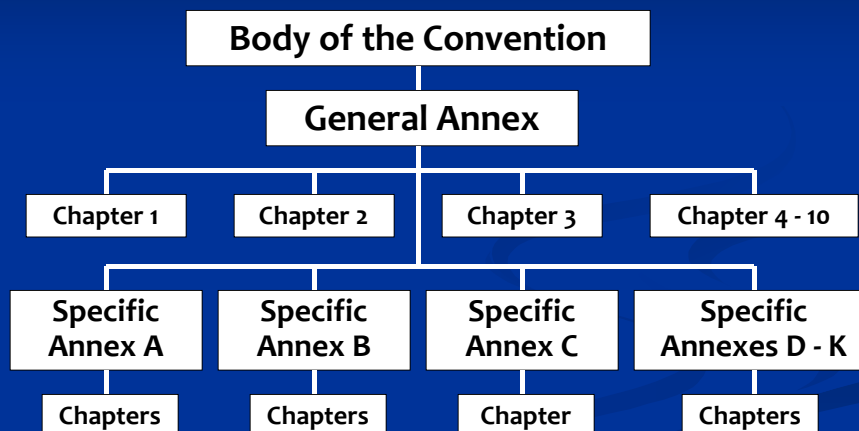 Body of the Convention
General Annex
Chapter 1
Chapter 2
Chapter 3
Chapter 4 - 10
Specific
Annex A
Specific
Annex B
Specific
Annex C
Specific
Annexes D - K
Chapters
Chapters
Chapter
Chapters